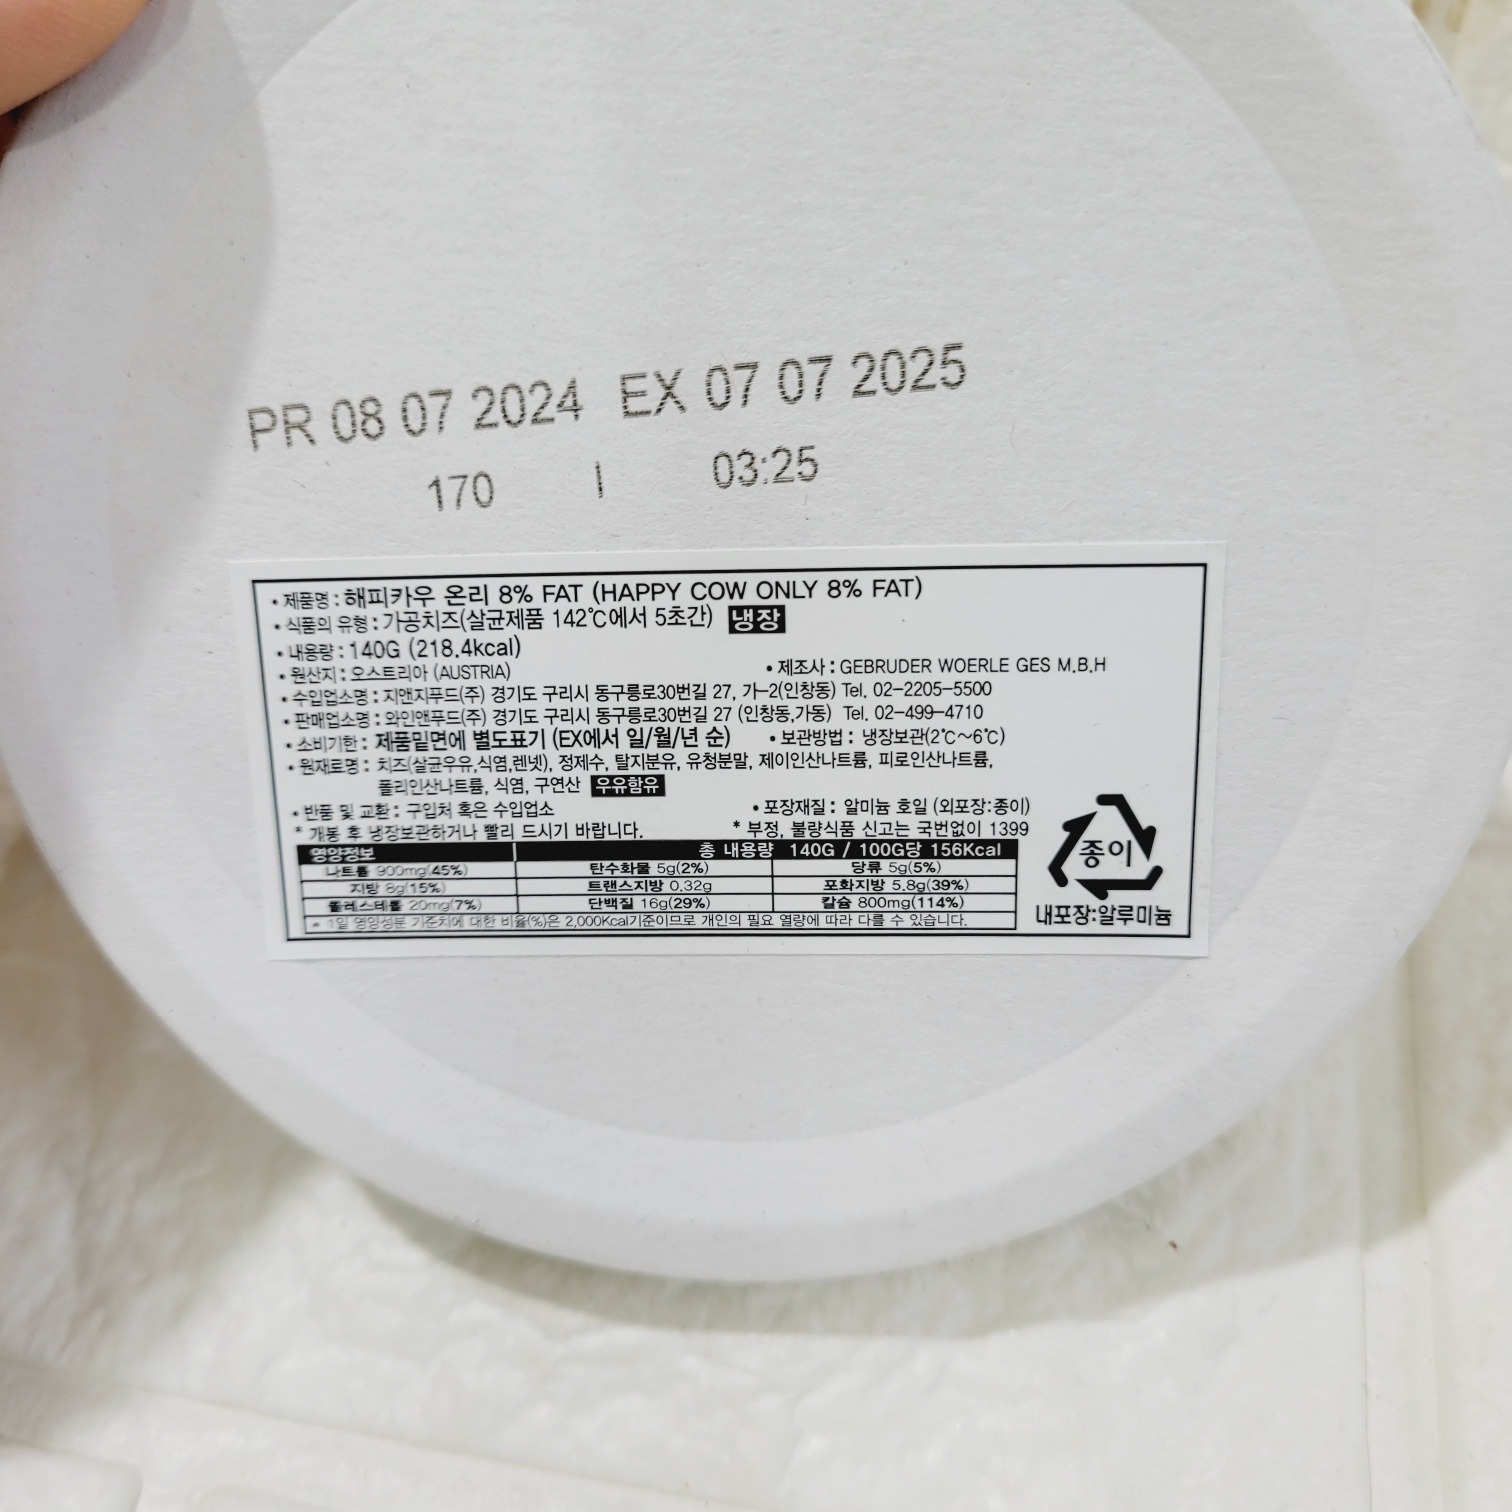 PR 08 07 2024 EX 07 07 2025
170 I 03:25
• 제품명 : 해피카우 온리 8% FAT (HAPPY COW ONLY 8% FAT)
• 식품의 유형 : 가공치즈(살균제품 142℃에서 5초간) 냉장
• 내용량 : 140G (218.4kcal)
• 원산지 : 오스트리아 (AUSTRIA) • 제조사 : GEBRUDER WOERLE GES M.B.H
• 수입업소명 : 지앤지푸드(주) 경기도 구리시 동구릉로30번길 27, 가-2(인창동) Tel. 02-2205-5500
• 판매업소명 : 와인앤푸드(주) 경기도 구리시 동구릉로30번길 27 (인창동,가동) Tel. 02-499-4710
• 소비기한 : 제품밑면에 별도표기 (EX에서 일/월/년 순) • 보관방법 : 냉장보관(2℃~6℃)
• 원재료명 : 치즈(살균우유,식염,렌넷), 정제수, 탈지분유, 유청분말, 제이인산나트륨, 피로인산나트륨,
폴리인산나트륨, 식염, 구연산 우유함유
• 반품 및 교환 : 구입처 혹은 수입업소 • 포장재질 : 알미늄 호일 (외포장:종이)
* 개봉 후 냉장보관하거나 빨리 드시기 바랍니다. * 부정, 불량식품 신고는 국번없이 1399
영양정보 총 내용량 140G / 100G당 156Kcal
나트륨 900mg(45%) 탄수화물 5g(2%) 당류 5g(5%)
지방 8g(15%) 트랜스지방 0.32g 포화지방 5.8g(39%)
콜레스테롤 20mg(7%) 단백질 16g(29%) 칼슘 800mg(114%)
* 1일 영양성분 기준치에 대한 비율(%)은 2,000Kcal기준이므로 개인의 필요 열량에 따라 다를 수 있습니다.
종이
내포장:알루미늄